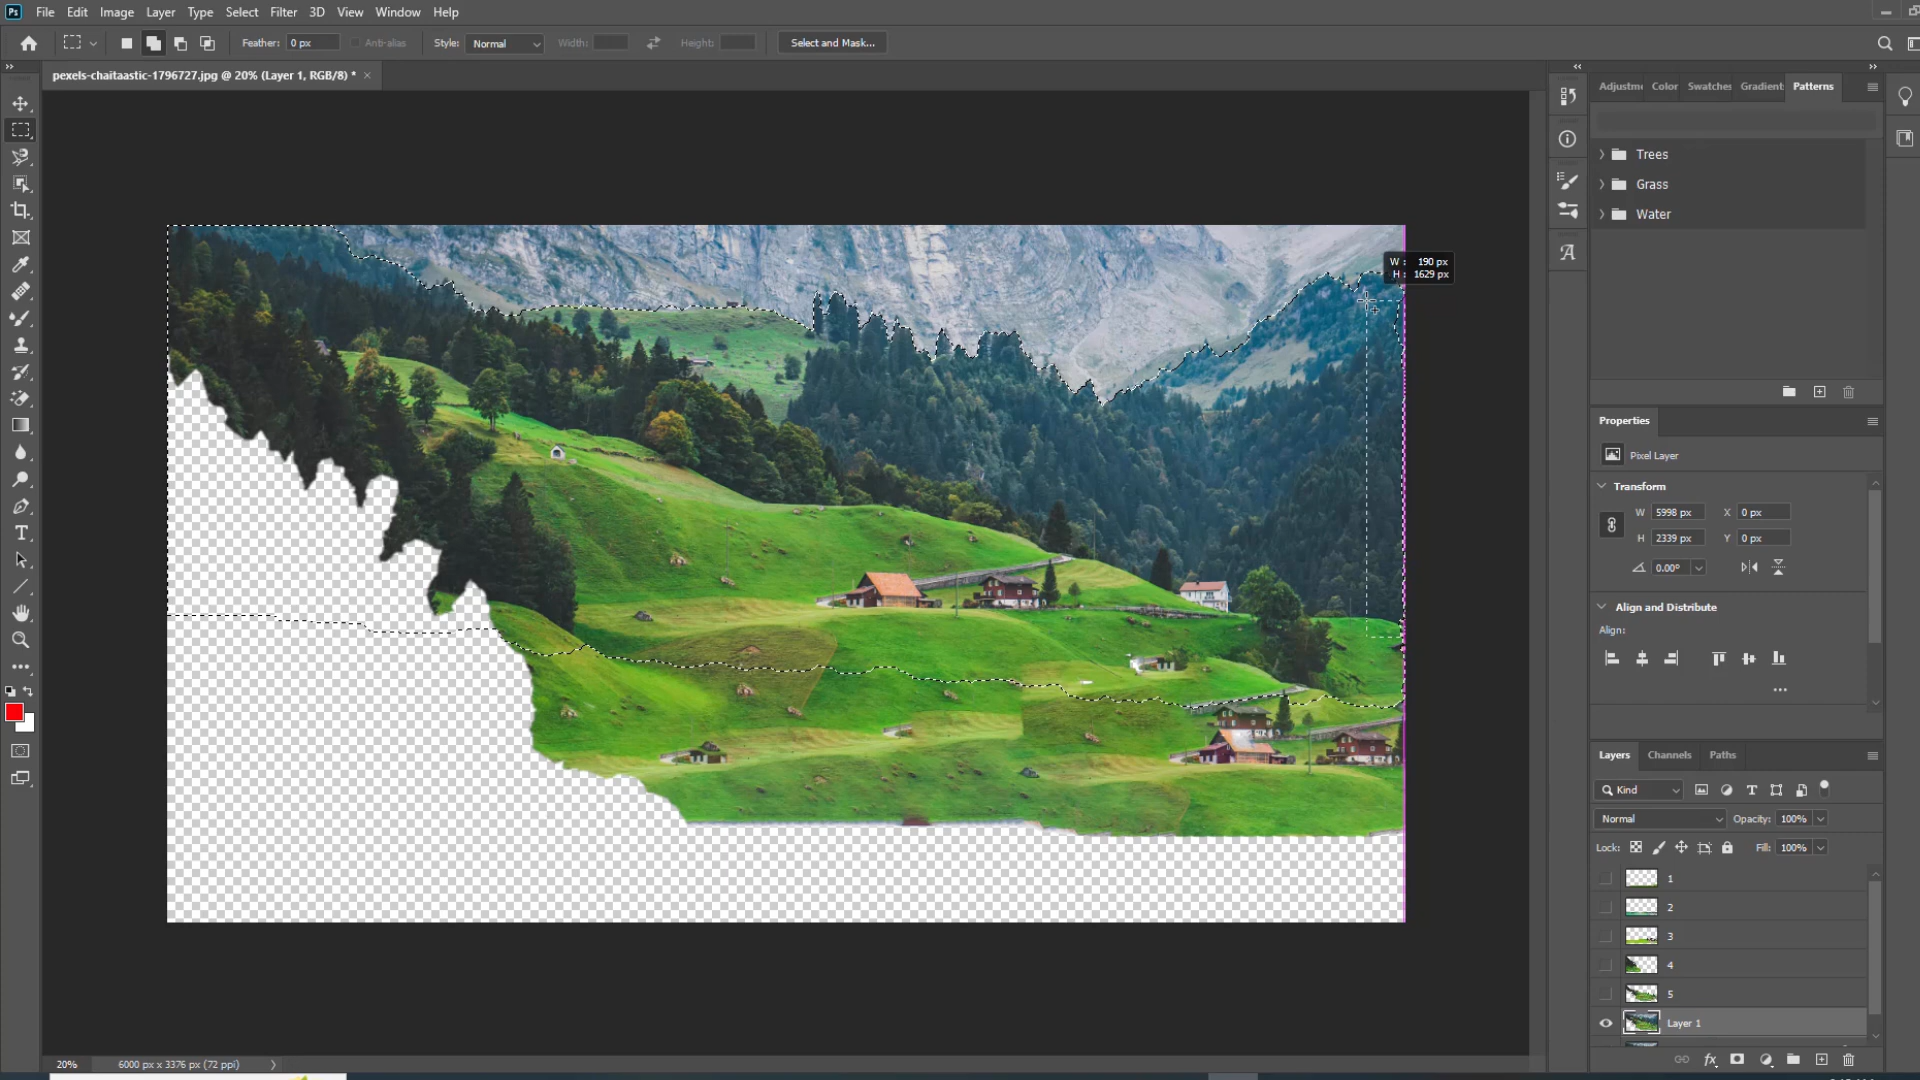 Ps File Edit Image Layer Type Select Filter 3D View Window Help
Feather: 0 px Anti-alias Style: Normal Width: Height: Select and Mask...
pexels-chaitaastic-1796727.jpg @ 20% (Layer 1, RGB/8) *
Adjustme Color Swatches Gradient Patterns
Trees
Grass
Water
W : 190 px
H : 1629 px
Properties
Pixel Layer
Transform
W 5998 px X 0 px
H 2339 px Y 0 px
0.00°
Align and Distribute
Align:
Layers Channels Paths
Kind
Normal Opacity: 100%
Lock: Fill: 100%
1
2
3
4
5
Layer 1
fx
20% 6000 px x 3376 px (72 ppi)